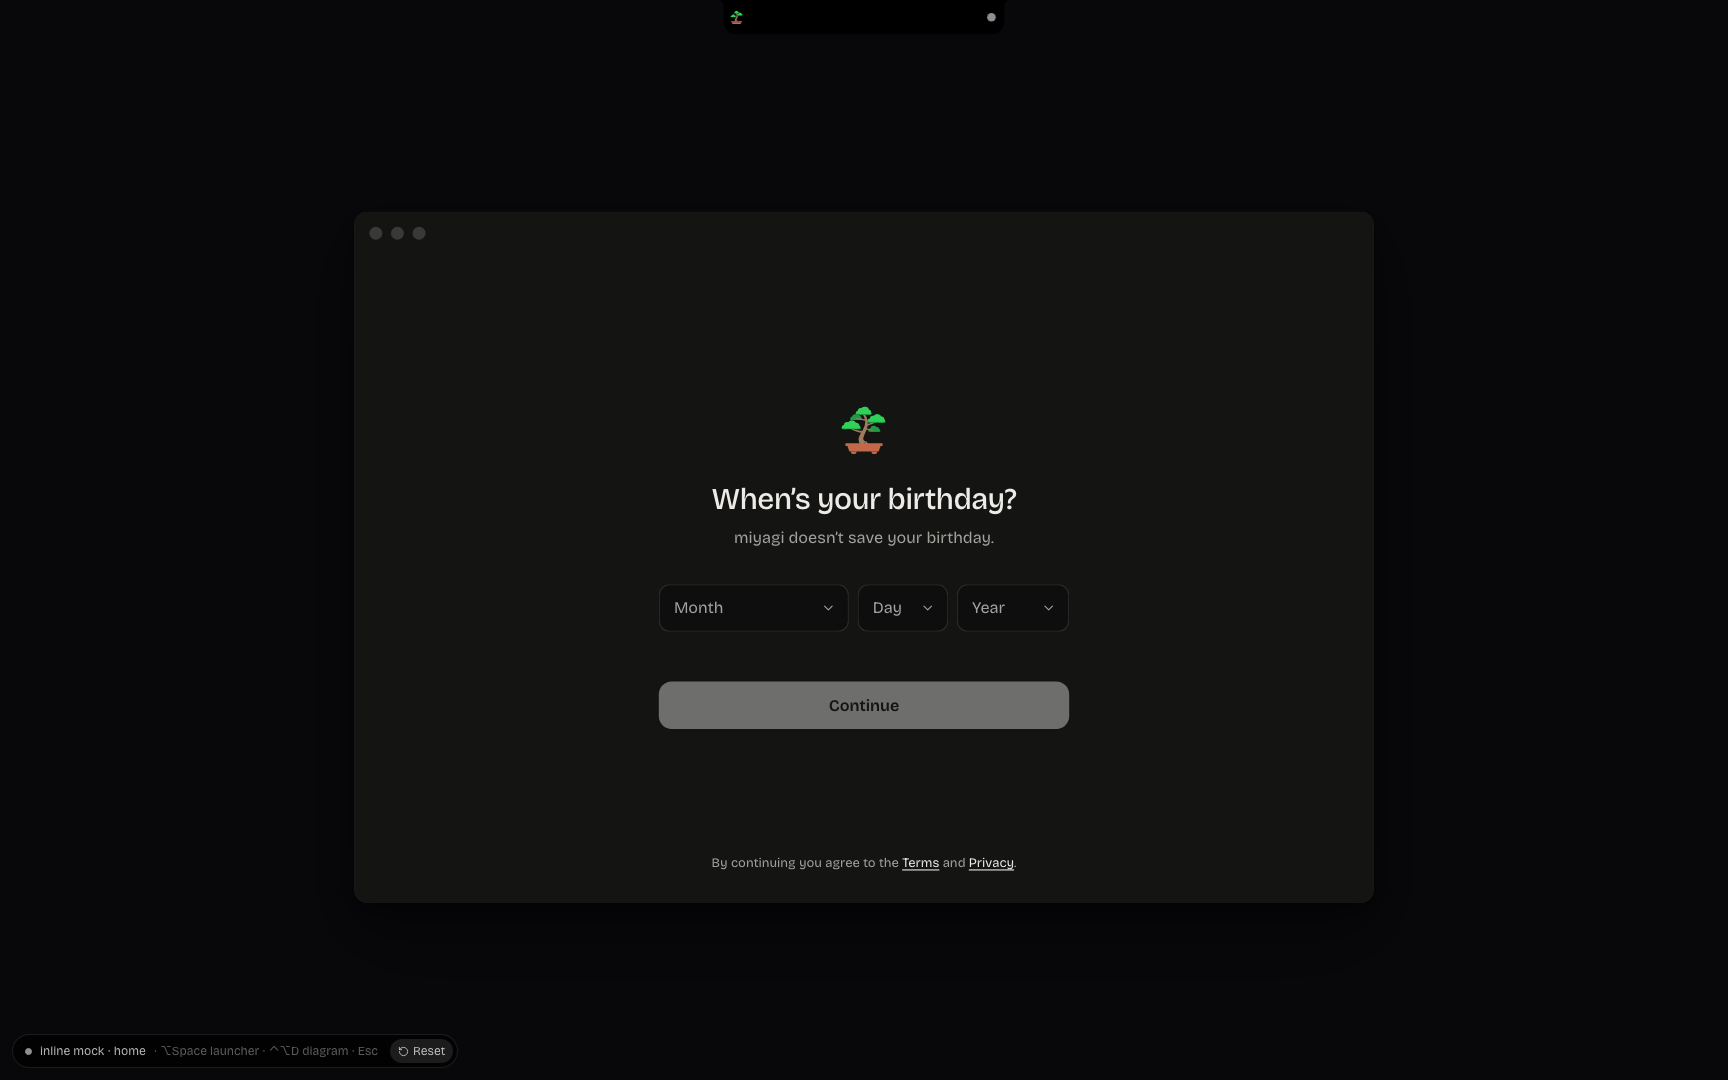 When's your birthday?
miyagi doesn't save your birthday.
Month Day Year
Continue
By continuing you agree to the Terms and Privacy.
inline mock · home · ⌥Space launcher · ^⌥D diagram · Esc Reset